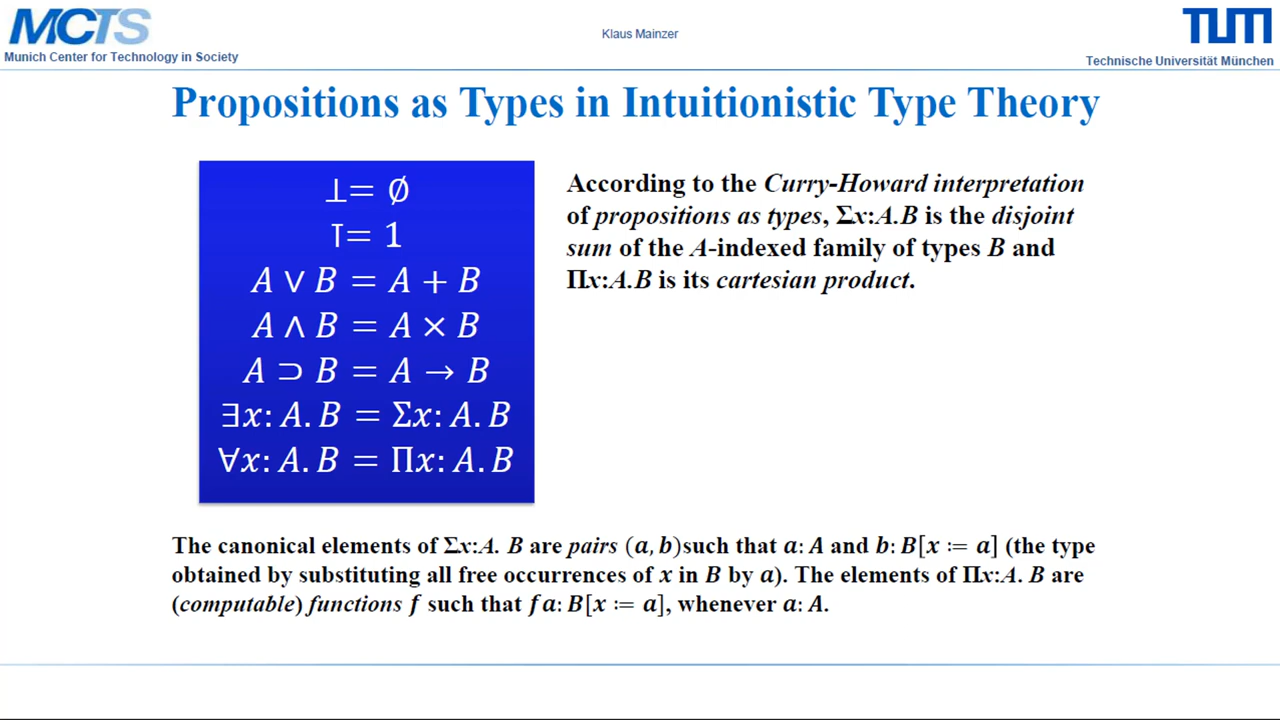 MCTS
Munich Center for Technology in Society
Klaus Mainzer
TUM
Technische Universität München
Propositions as Types in Intuitionistic Type Theory
⊥= ∅
⊤= 1
A ∨ B = A + B
A ∧ B = A × B
A ⊃ B = A → B
∃x: A. B = Σx: A. B
∀x: A. B = Πx: A. B
According to the Curry-Howard interpretation
of propositions as types, Σx:A.B is the disjoint
sum of the A-indexed family of types B and
Πx:A.B is its cartesian product.
The canonical elements of Σx:A. B are pairs (a, b)such that a: A and b: B[x ≔ a] (the type
obtained by substituting all free occurrences of x in B by a). The elements of Πx:A. B are
(computable) functions f such that fa: B[x ≔ a], whenever a: A.